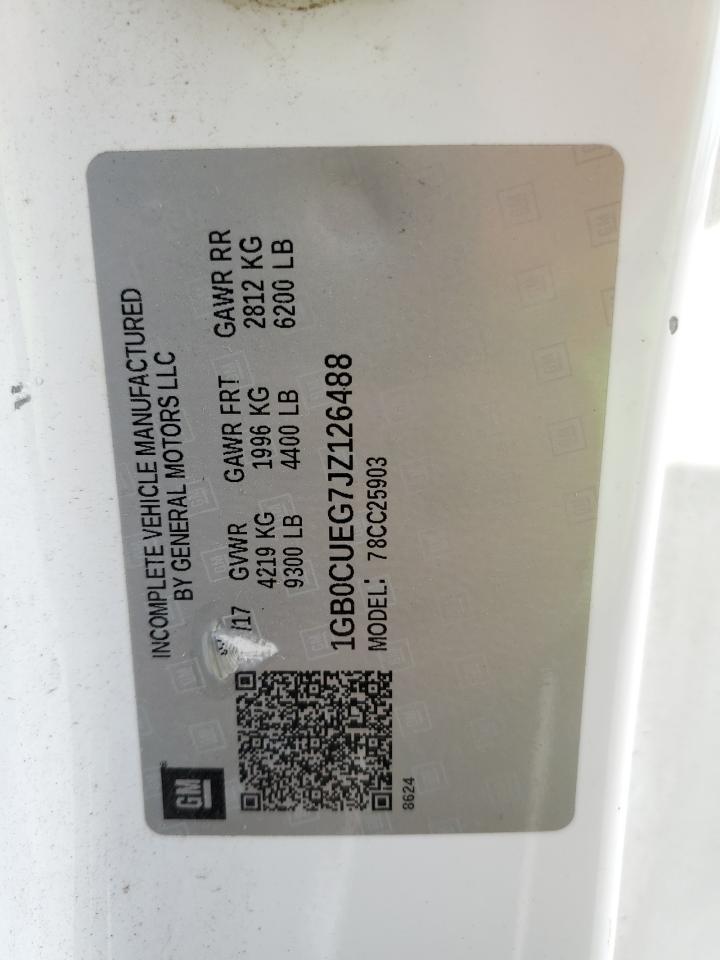 GM
INCOMPLETE VEHICLE MANUFACTURED
BY GENERAL MOTORS LLC
/17 GVWR GAWR FRT GAWR RR
4219 KG 1996 KG 2812 KG
9300 LB 4400 LB 6200 LB
1GB0CUEG7JZ126488
MODEL: 78CC25903
8624